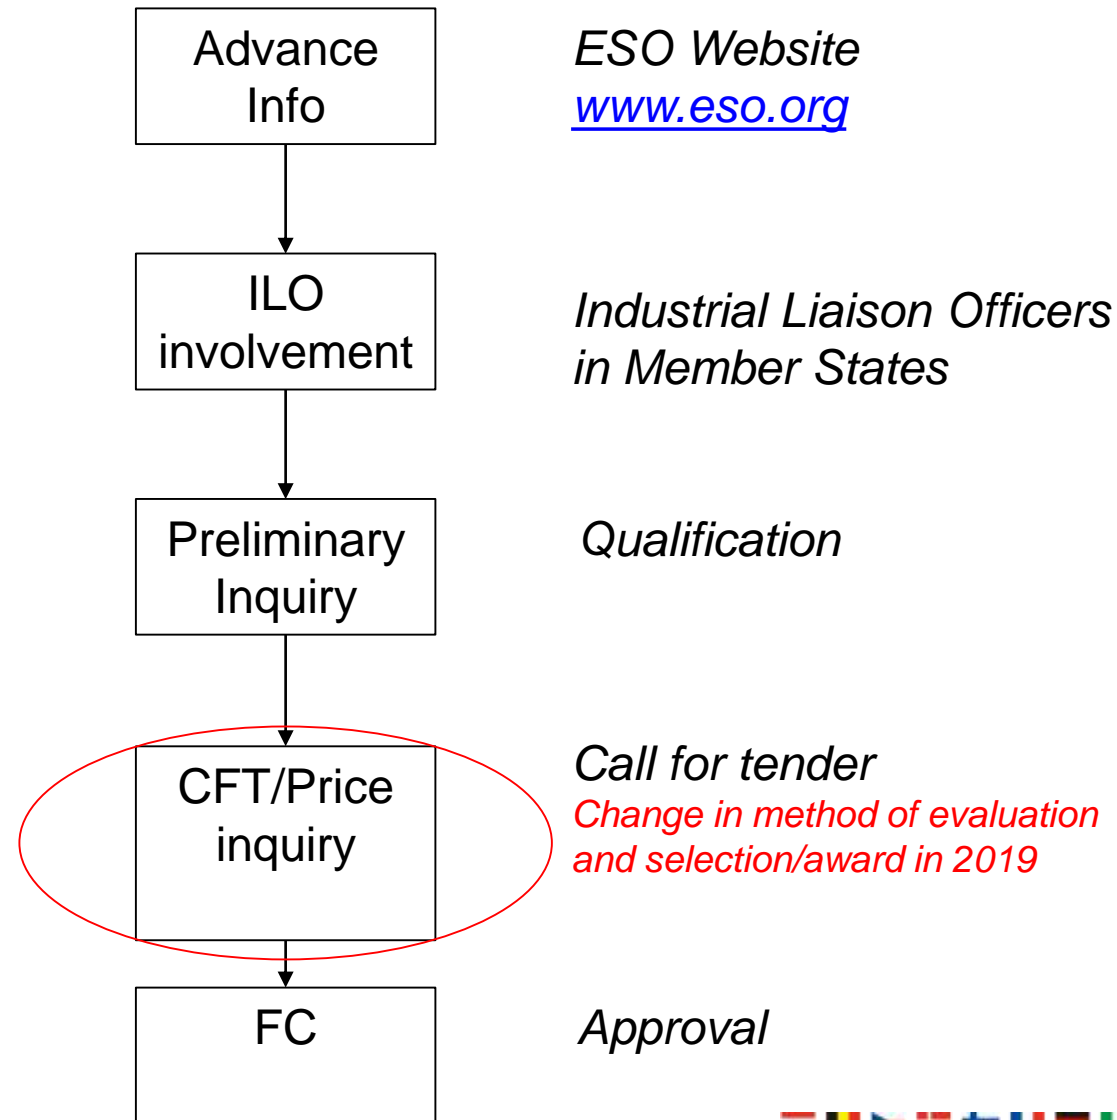 Advance
Info
ESO Website
www.eso.org
ILO
involvement
Industrial Liaison Officers
in Member States
Preliminary
Inquiry
Qualification
CFT/Price
inquiry
Call for tender
Change in method of evaluation
and selection/award in 2019
FC
Approval